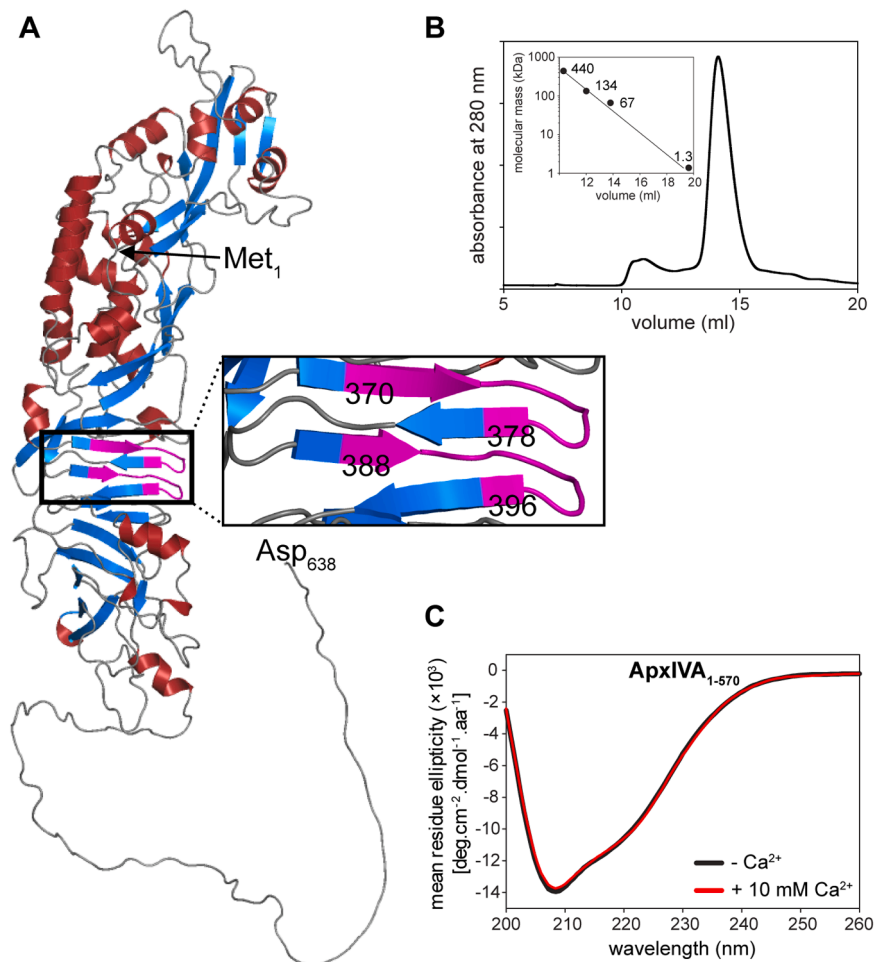 A
Met1
370
378
388
396
Asp638
B
absorbance at 280 nm
volume (ml)
5
10
15
20
molecular mass (kDa)
1000
100
10
1
440
134
67
1.3
12
14
16
18
20
volume (ml)
C
ApxIVA1-570
mean residue ellipticity (×10³)
[deg.cm⁻².dmol⁻¹.aa⁻¹]
0
-2
-4
-6
-8
-10
-12
-14
- Ca²⁺
+ 10 mM Ca²⁺
200
210
220
230
240
250
260
wavelength (nm)